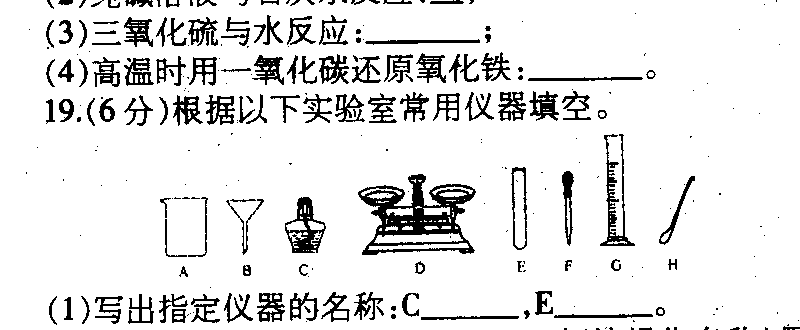 (3)三氧化硫与水反应:______;
(4)高温时用一氧化碳还原氧化铁:______。
19.(6分)根据以下实验室常用仪器填空。
A B C D E F G H
(1)写出指定仪器的名称:C______,E______。